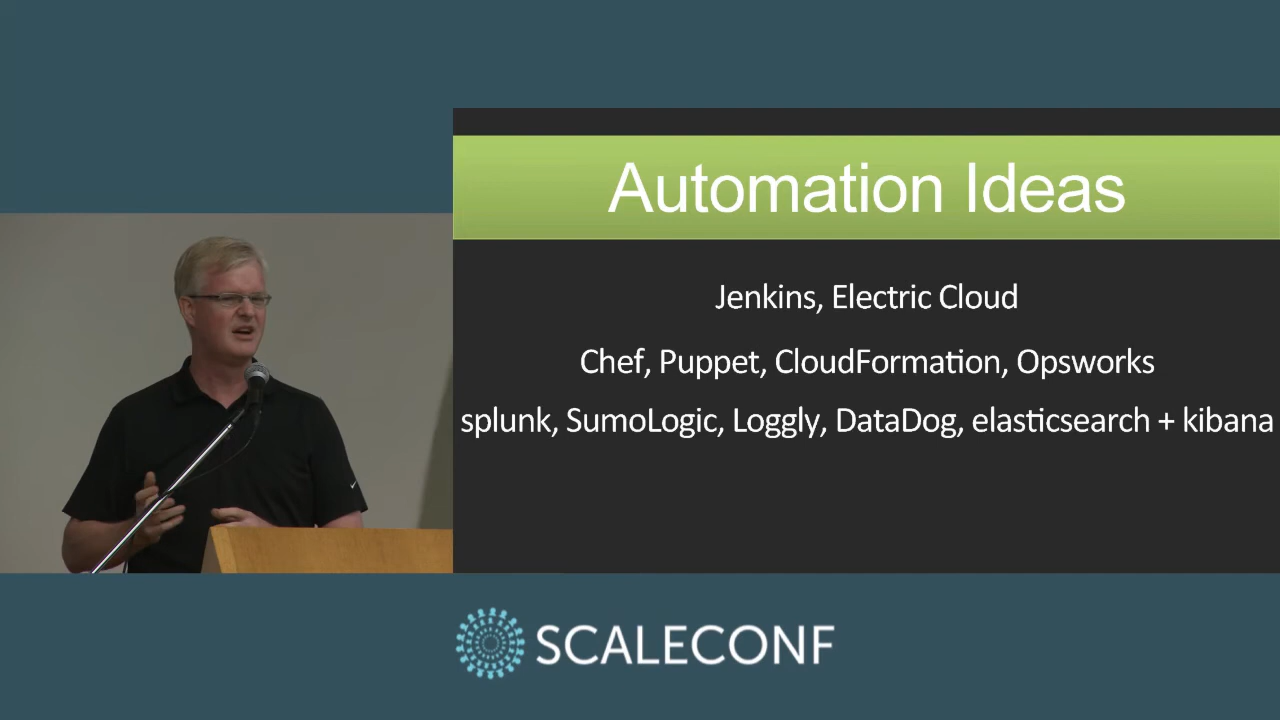 Automation Ideas
Jenkins, Electric Cloud
Chef, Puppet, CloudFormation, Opsworks
splunk, SumoLogic, Loggly, DataDog, elasticsearch + kibana
SCALECONF